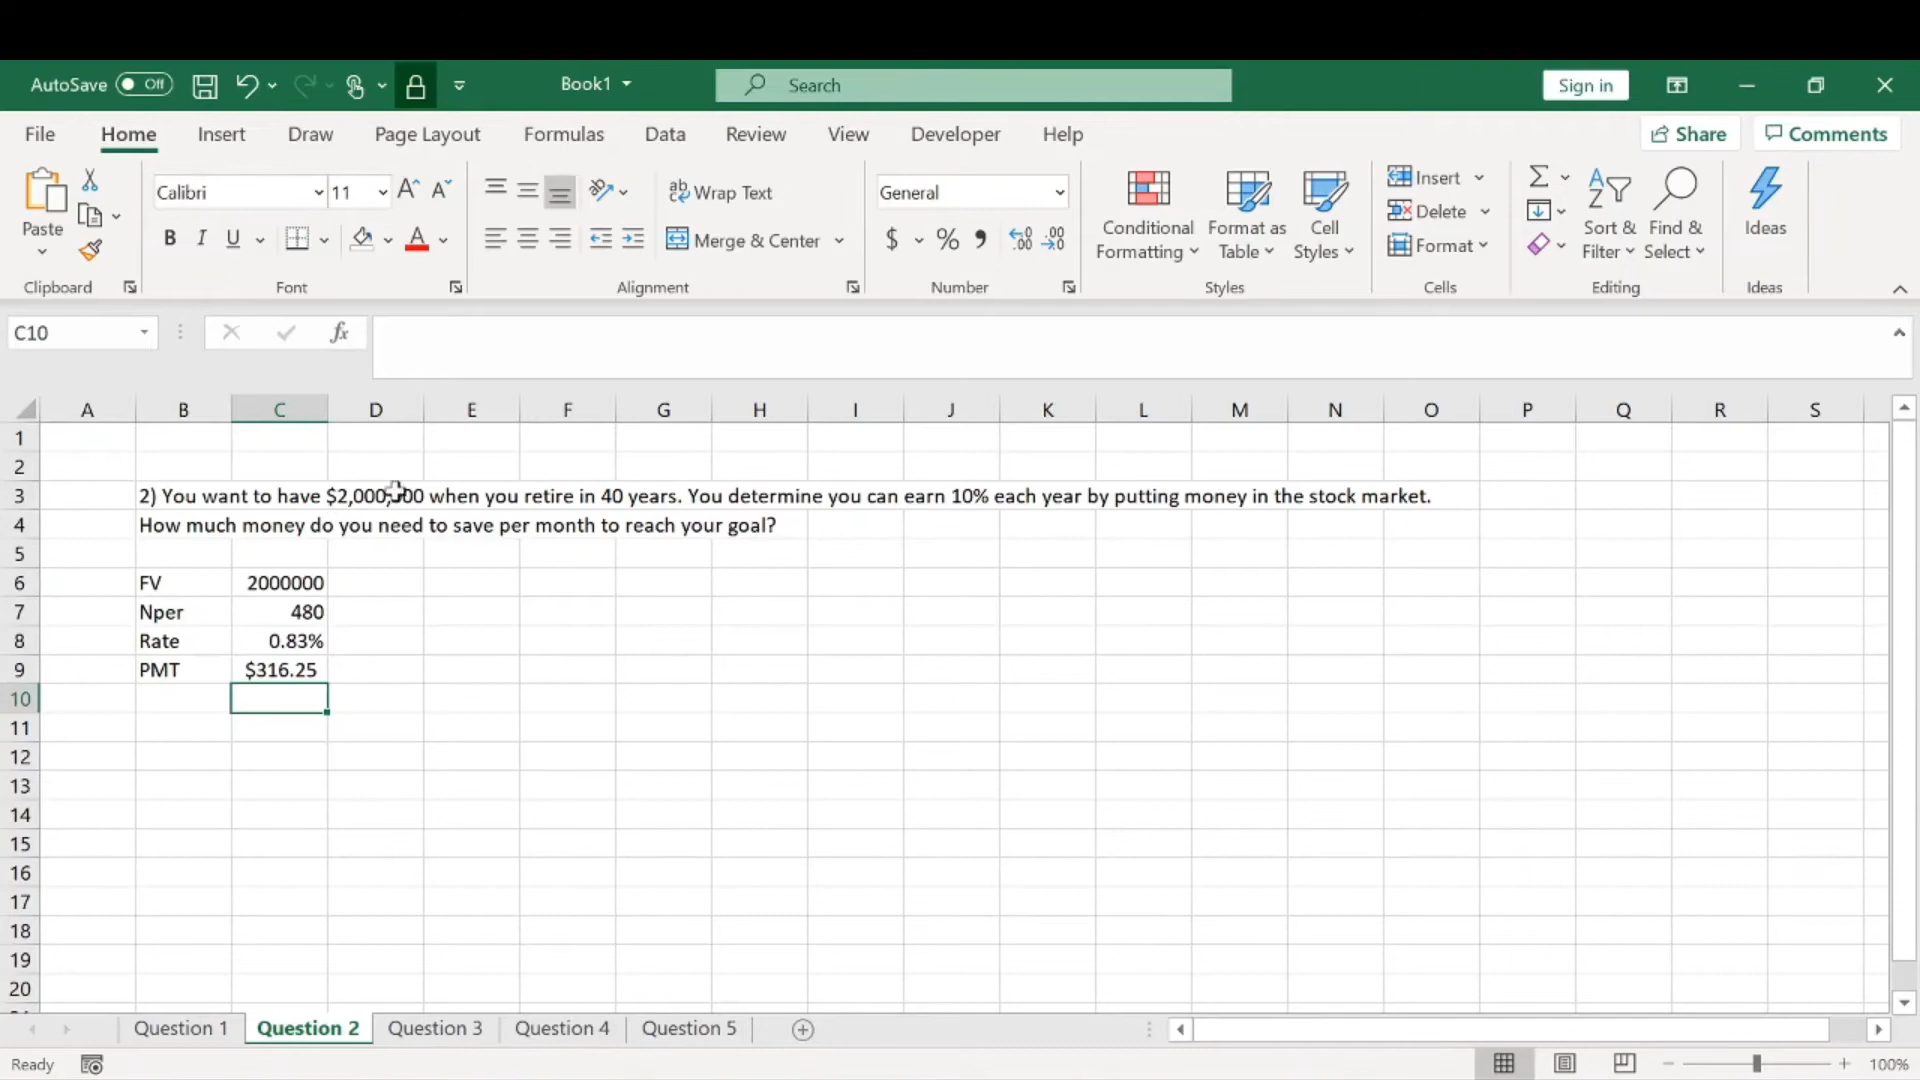 AutoSave Off Book1 Search Sign in
File Home Insert Draw Page Layout Formulas Data Review View Developer Help Share Comments
Paste Calibri 11 Wrap Text General Conditional Formatting Format as Table Cell Styles Insert Sort & Filter Find & Select Ideas
B I U Merge & Center $ % Delete
Format
Clipboard Font Alignment Number Styles Cells Editing Ideas
C10 fx
A B C D E F G H I J K L M N O P Q R S
1
2
3 2) You want to have $2,000,000 when you retire in 40 years. You determine you can earn 10% each year by putting money in the stock market.
4 How much money do you need to save per month to reach your goal?
5
6 FV 2000000
7 Nper 480
8 Rate 0.83%
9 PMT $316.25
10
11
12
13
14
15
16
17
18
19
20
Question 1 Question 2 Question 3 Question 4 Question 5
Ready 100%